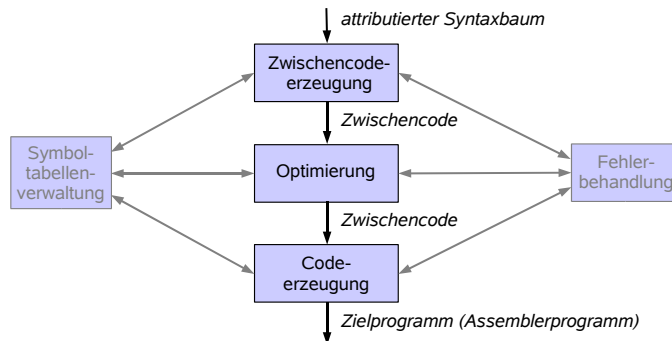 attributierter Syntaxbaum
Zwischencode-
erzeugung
Zwischencode
Symbol-
tabellen-
verwaltung
Optimierung
Fehler-
behandlung
Zwischencode
Code-
erzeugung
Zielprogramm (Assemblerprogramm)